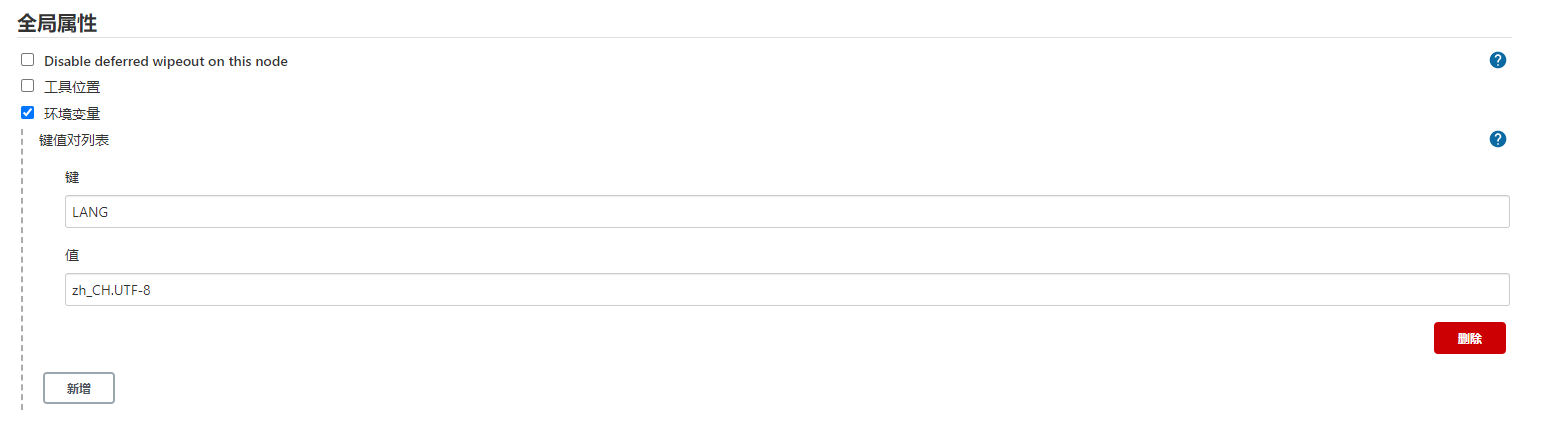 全局属性
Disable deferred wipeout on this node
?
工具位置
环境变量
键值对列表
?
键
LANG
值
zh_CH.UTF-8
删除
新增